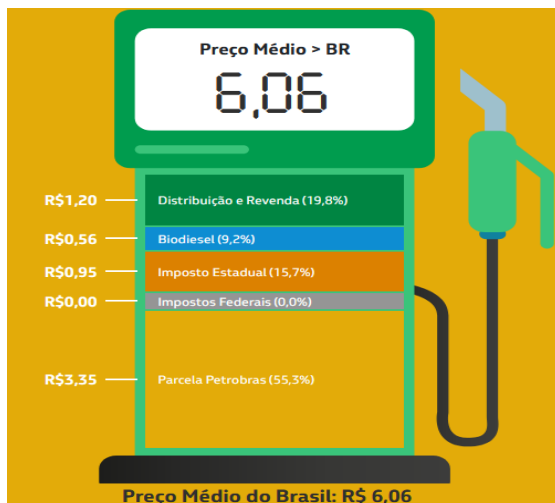 Preço Médio > BR
6,06
R$1,20 Distribuição e Revenda (19,8%)
R$0,56 Biodiesel (9,2%)
R$0,95 Imposto Estadual (15,7%)
R$0,00 Impostos Federais (0,0%)
R$3,35 Parcela Petrobras (55,3%)
Preço Médio do Brasil: R$ 6,06